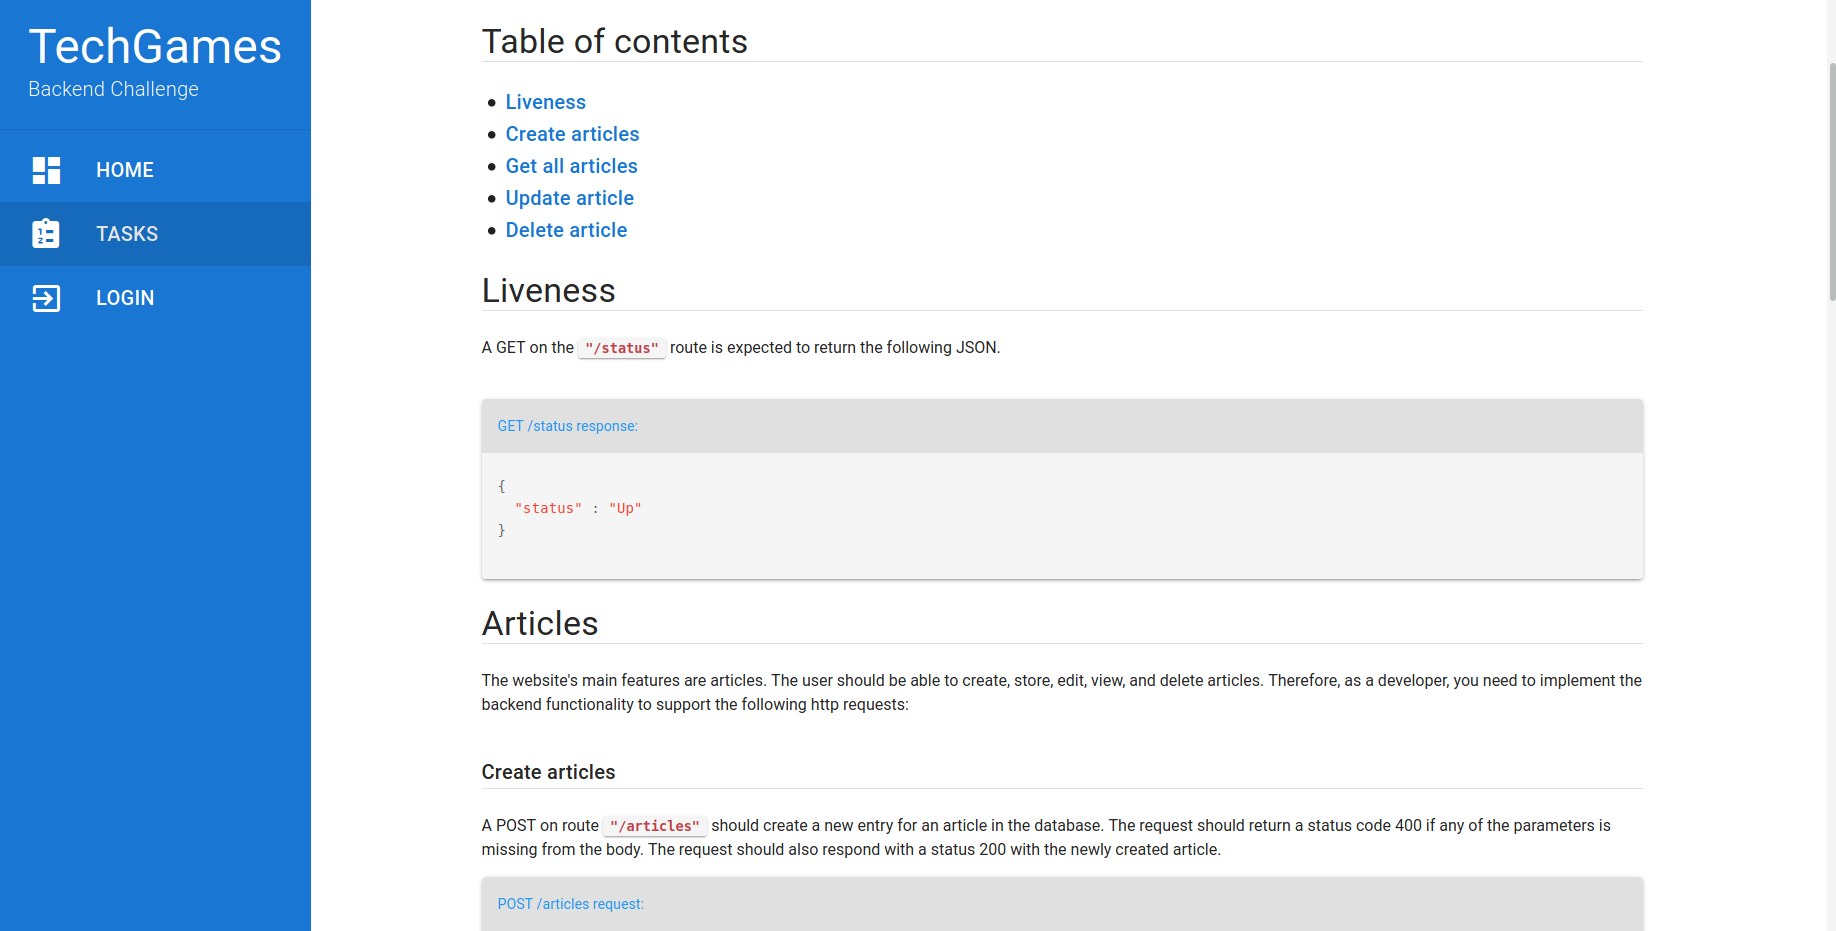 TechGames
Backend Challenge
HOME
TASKS
LOGIN
Table of contents
Liveness
Create articles
Get all articles
Update article
Delete article
Liveness
A GET on the "/status" route is expected to return the following JSON.
GET /status response:
{
"status" : "Up"
}
Articles
The website's main features are articles. The user should be able to create, store, edit, view, and delete articles. Therefore, as a developer, you need to implement the
backend functionality to support the following http requests:
Create articles
A POST on route "/articles" should create a new entry for an article in the database. The request should return a status code 400 if any of the parameters is
missing from the body. The request should also respond with a status 200 with the newly created article.
POST /articles request: